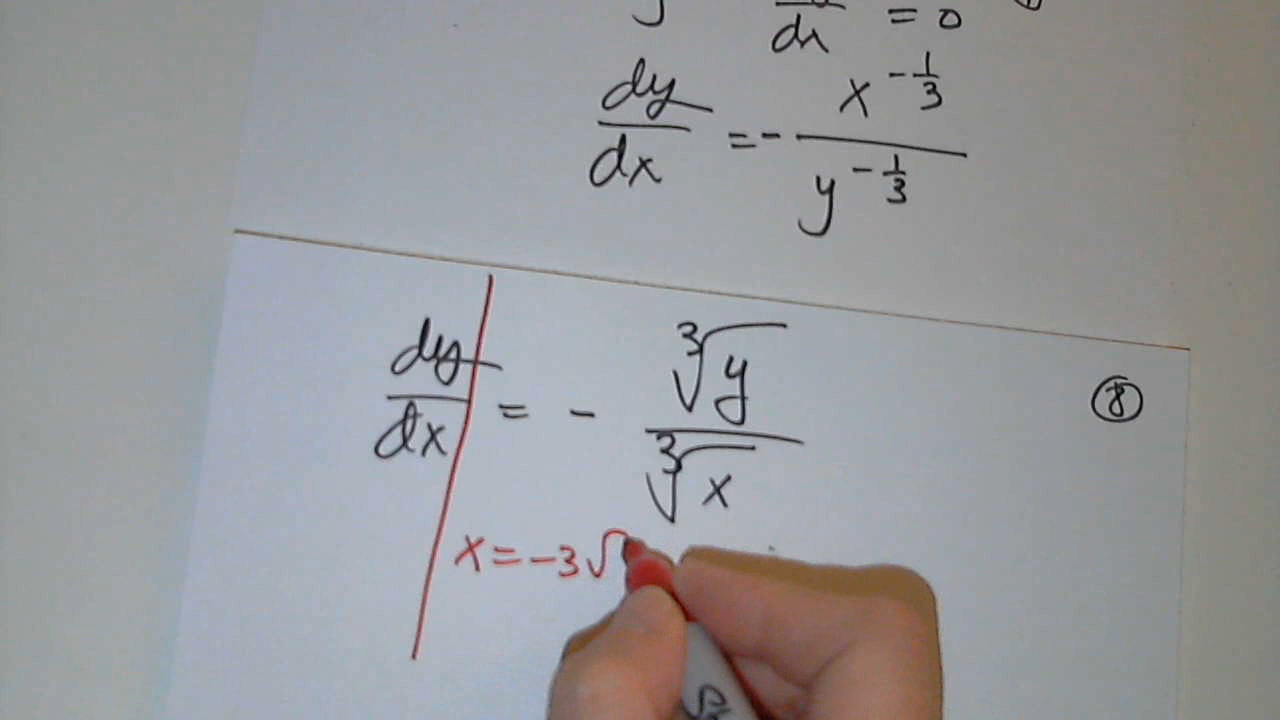 dx = 0
dy/dx = - x^(-1/3) / y^(-1/3)
dy/dx = - ∛y / ∛x
⑧
x = -3√